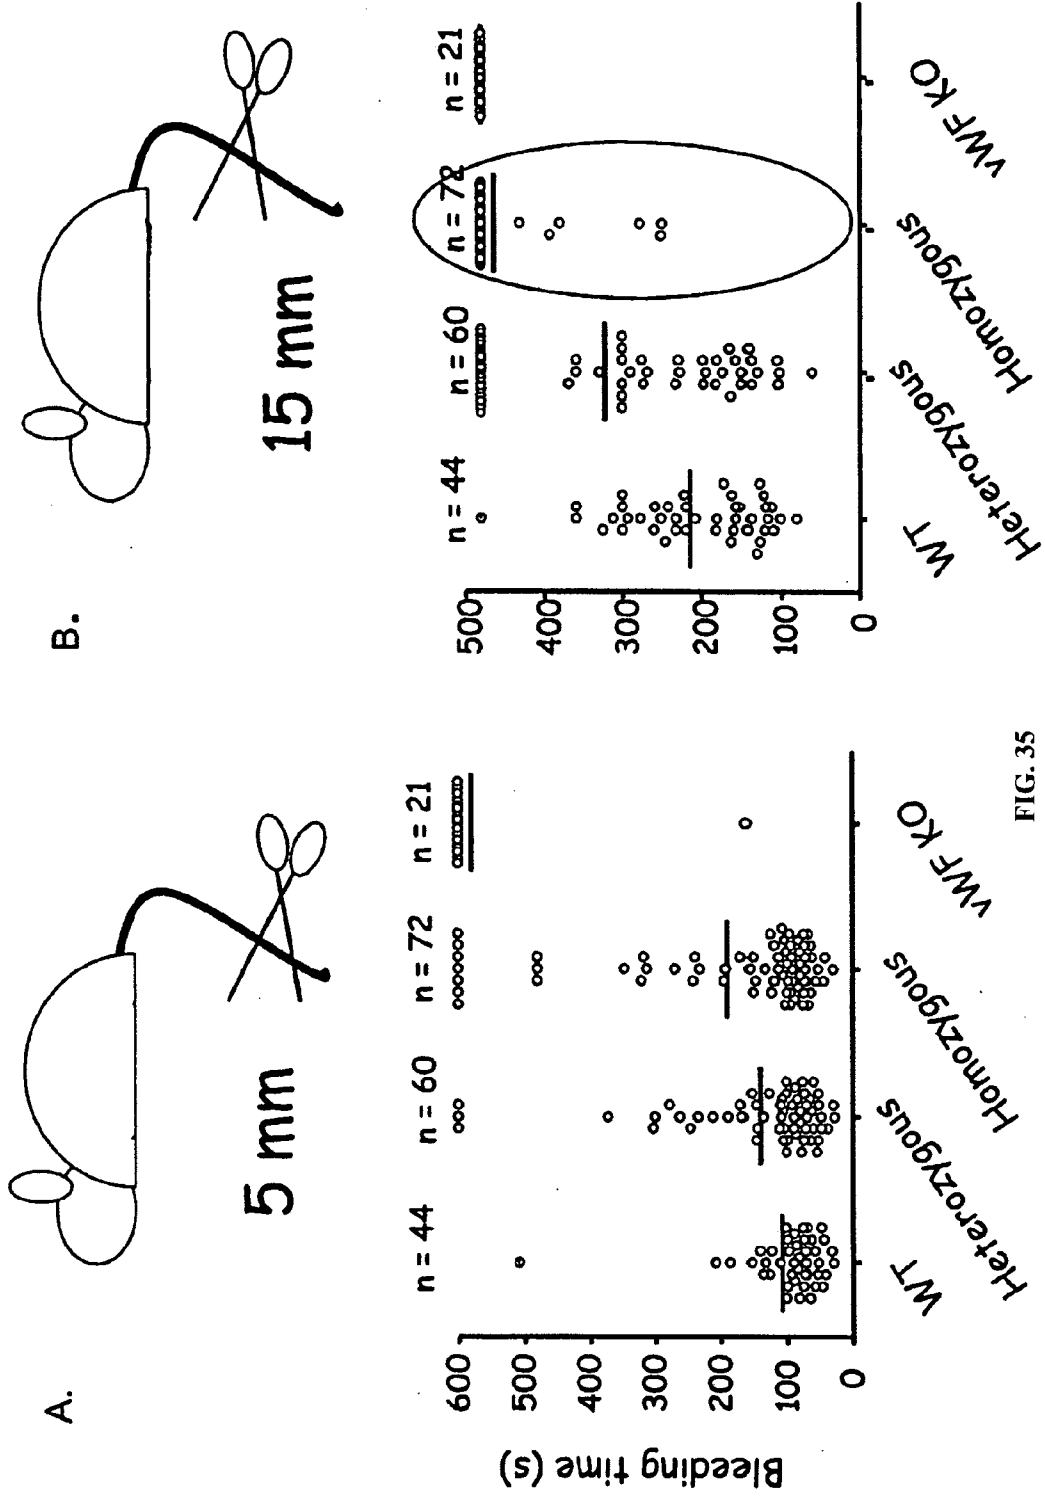 A.
5 mm
n = 44
n = 60
n = 72
n = 21
Bleeding time (s)
600
500
400
300
200
100
0
WT
Heterozygous
Homozygous
vWF KO
B.
15 mm
n = 44
n = 60
n = 72
n = 21
500
400
300
200
100
0
WT
Heterozygous
Homozygous
vWF KO
FIG. 35